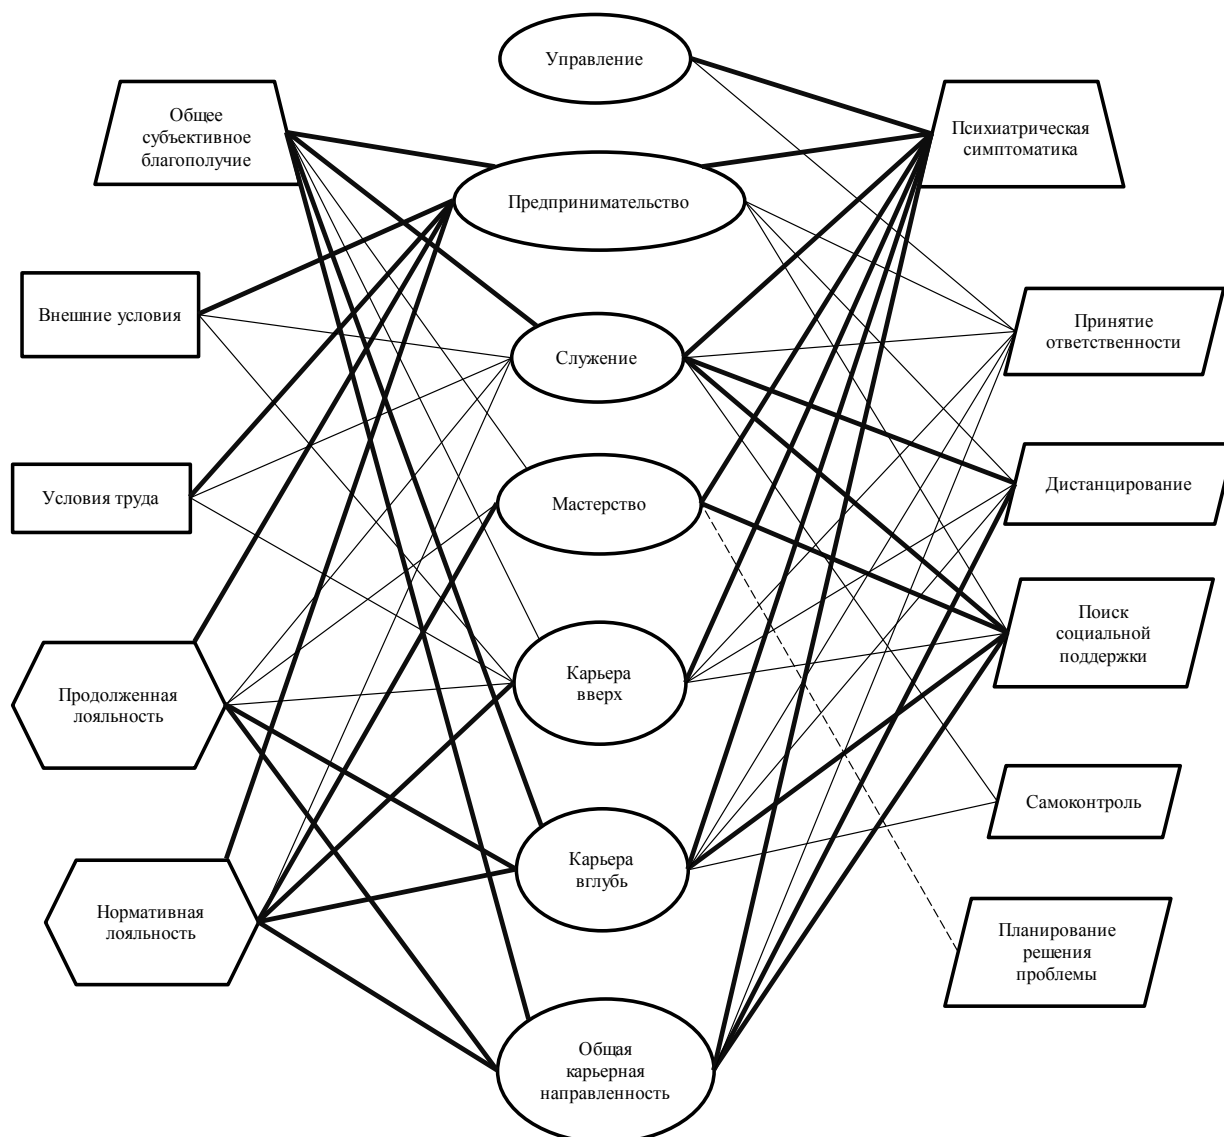 Управление
Общее
субъективное
благополучие
Психиатрическая
симптоматика
Предпринимательство
Внешние условия
Принятие
ответственности
Служение
Условия труда
Мастерство
Дистанцирование
Поиск
социальной
поддержки
Продолженная
лояльность
Карьера
вверх
Самоконтроль
Карьера
вглубь
Нормативная
лояльность
Планирование
решения
проблемы
Общая
карьерная
направленность